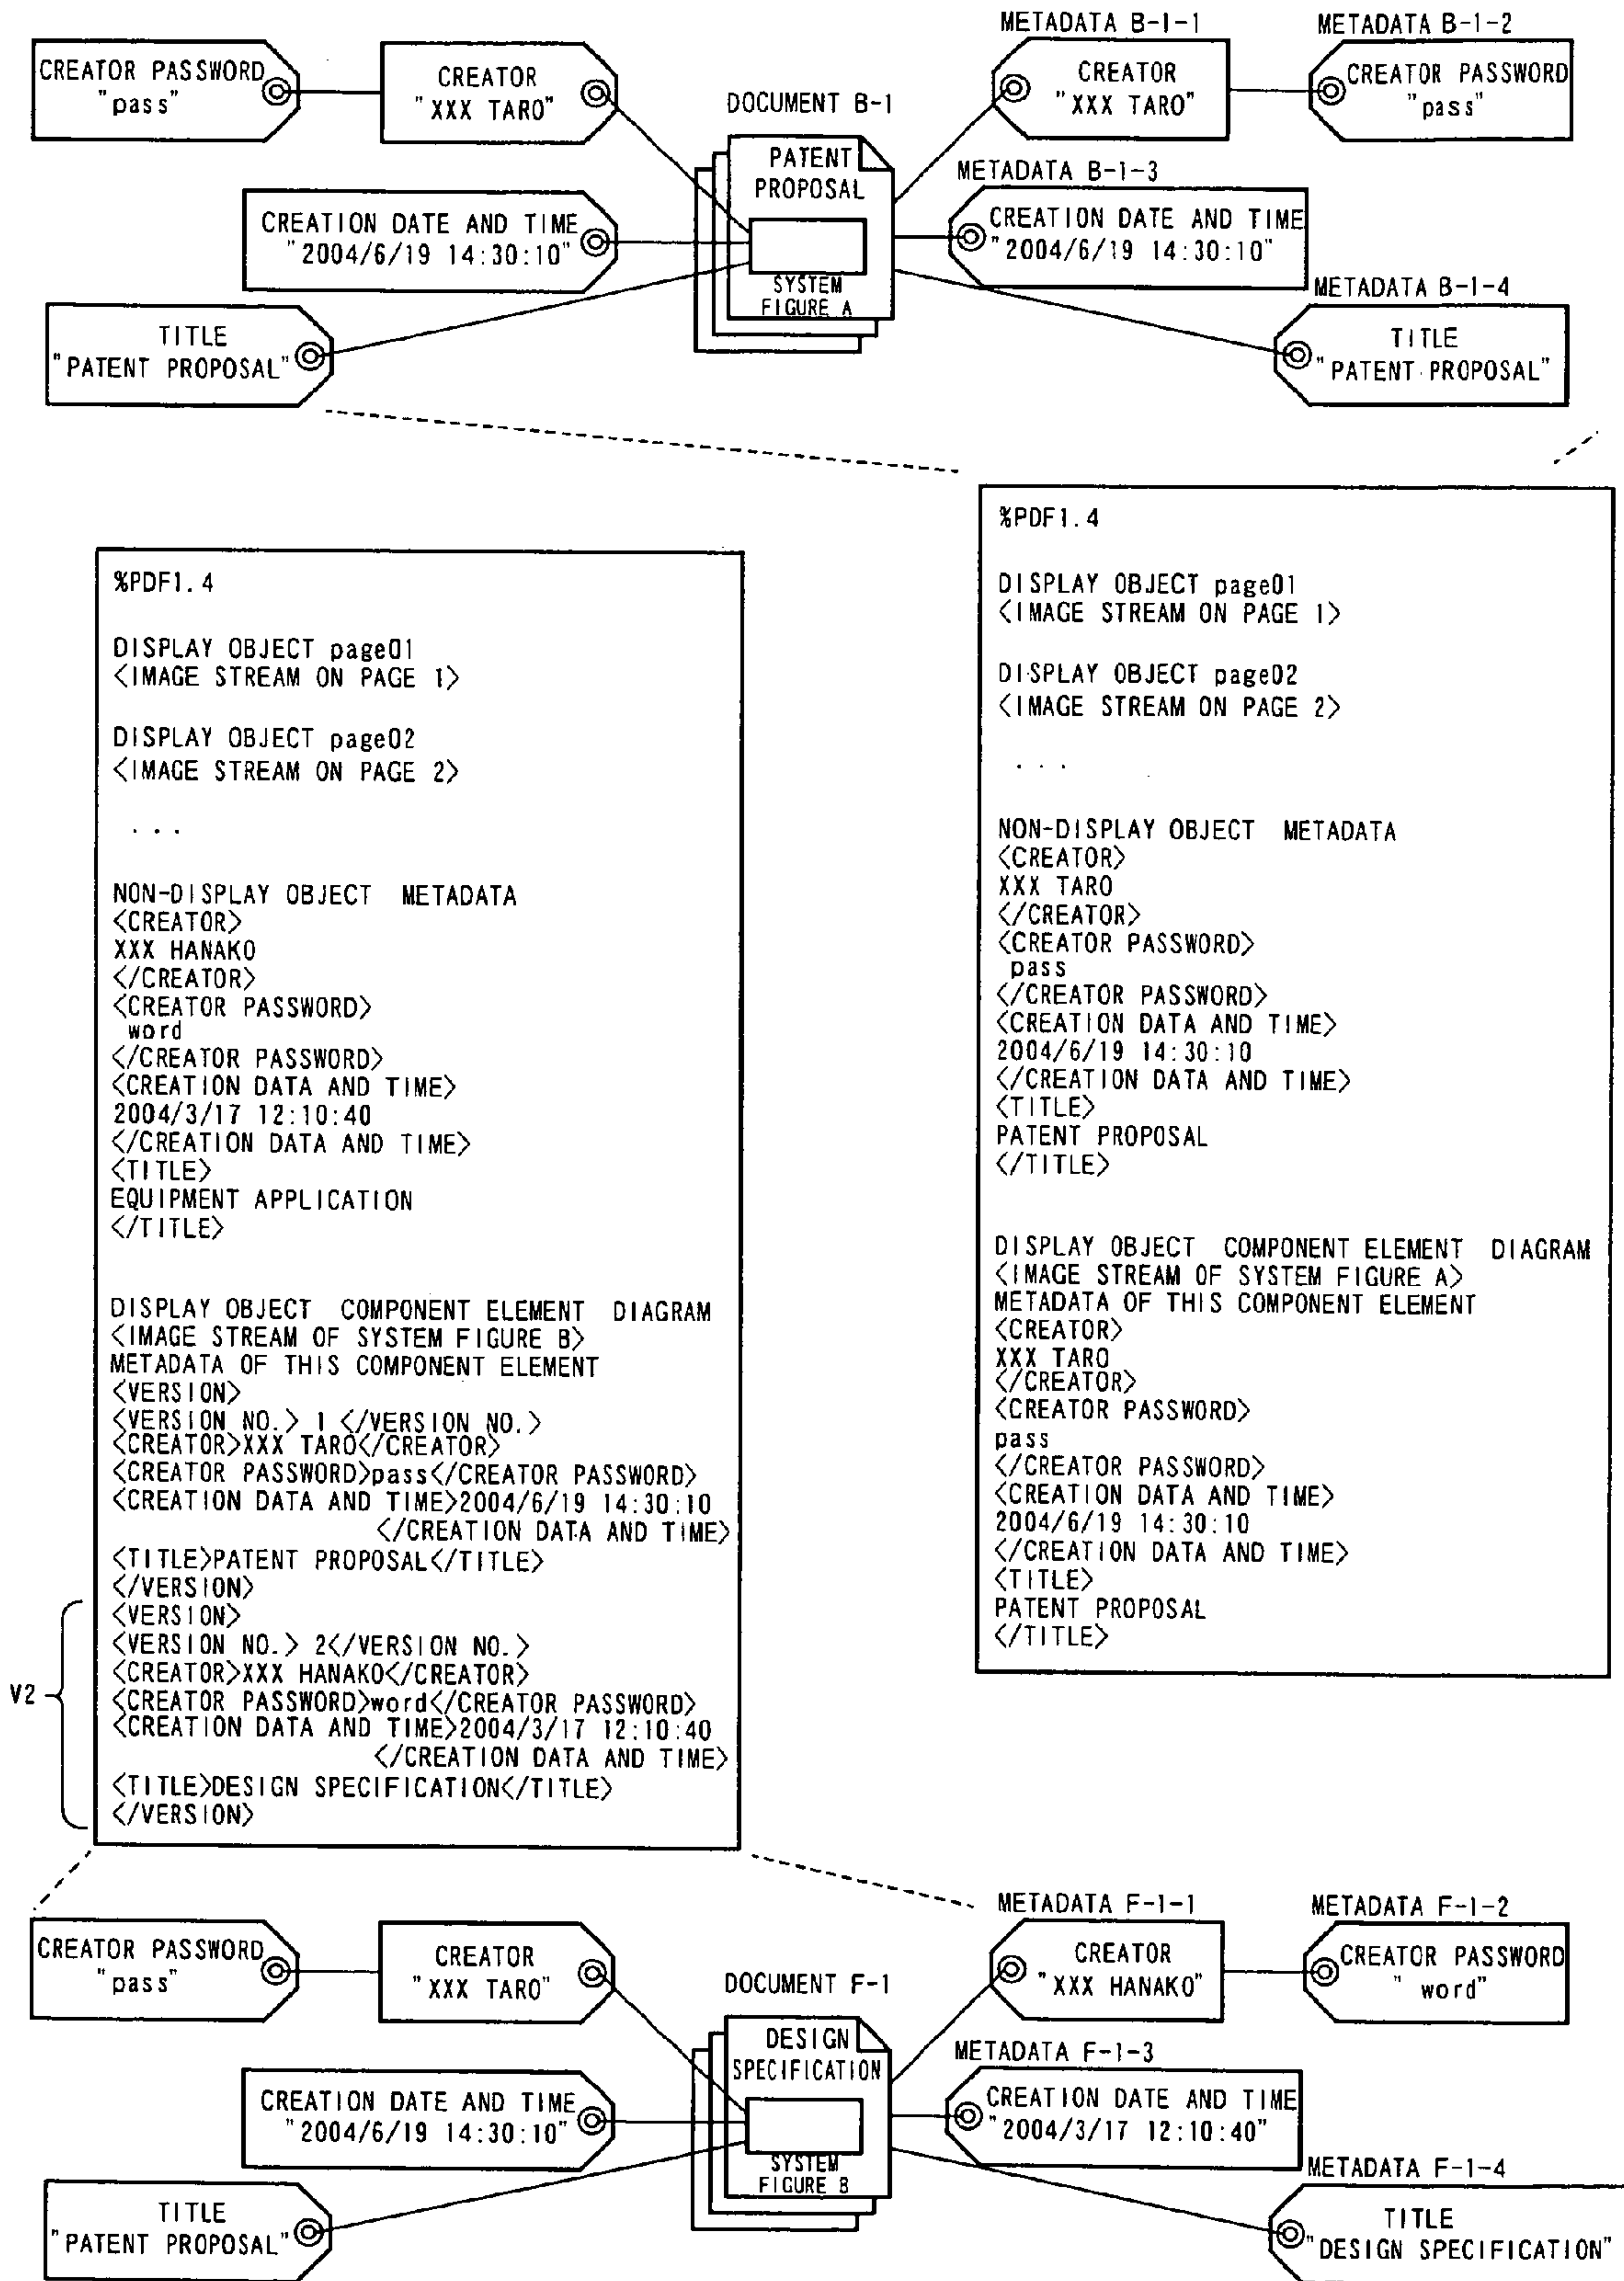 METADATA B-1-1
METADATA B-1-2
CREATOR PASSWORD
"pass"
CREATOR
"XXX TARO"
CREATOR
"XXX TARO"
CREATOR PASSWORD
"pass"
DOCUMENT B-1
PATENT
PROPOSAL
METADATA B-1-3
CREATION DATE AND TIME
"2004/6/19 14:30:10"
CREATION DATE AND TIME
"2004/6/19 14:30:10"
SYSTEM
FIGURE A
METADATA B-1-4
TITLE
"PATENT PROPOSAL"
TITLE
"PATENT PROPOSAL"
%PDF1.4
DISPLAY OBJECT page01
<IMAGE STREAM ON PAGE 1>
DISPLAY OBJECT page02
<IMAGE STREAM ON PAGE 2>
...
NON-DISPLAY OBJECT METADATA
<CREATOR>
XXX HANAKO
</CREATOR>
<CREATOR PASSWORD>
word
</CREATOR PASSWORD>
<CREATION DATA AND TIME>
2004/3/17 12:10:40
</CREATION DATA AND TIME>
<TITLE>
EQUIPMENT APPLICATION
</TITLE>
DISPLAY OBJECT COMPONENT ELEMENT DIAGRAM
<IMAGE STREAM OF SYSTEM FIGURE B>
METADATA OF THIS COMPONENT ELEMENT
<VERSION>
<VERSION NO.> 1 </VERSION NO.>
<CREATOR>XXX TARO</CREATOR>
<CREATOR PASSWORD>pass</CREATOR PASSWORD>
<CREATION DATA AND TIME>2004/6/19 14:30:10
</CREATION DATA AND TIME>
<TITLE>PATENT PROPOSAL</TITLE>
</VERSION>
<VERSION>
<VERSION NO.> 2</VERSION NO.>
<CREATOR>XXX HANAKO</CREATOR>
V2
<CREATOR PASSWORD>word</CREATOR PASSWORD>
<CREATION DATA AND TIME>2004/3/17 12:10:40
</CREATION DATA AND TIME>
<TITLE>DESIGN SPECIFICATION</TITLE>
</VERSION>
%PDF1.4
DISPLAY OBJECT page01
<IMAGE STREAM ON PAGE 1>
DISPLAY OBJECT page02
<IMAGE STREAM ON PAGE 2>
...
NON-DISPLAY OBJECT METADATA
<CREATOR>
XXX TARO
</CREATOR>
<CREATOR PASSWORD>
pass
</CREATOR PASSWORD>
<CREATION DATA AND TIME>
2004/6/19 14:30:10
</CREATION DATA AND TIME>
<TITLE>
PATENT PROPOSAL
</TITLE>
DISPLAY OBJECT COMPONENT ELEMENT DIAGRAM
<IMAGE STREAM OF SYSTEM FIGURE A>
METADATA OF THIS COMPONENT ELEMENT
<CREATOR>
XXX TARO
</CREATOR>
<CREATOR PASSWORD>
pass
</CREATOR PASSWORD>
<CREATION DATA AND TIME>
2004/6/19 14:30:10
</CREATION DATA AND TIME>
<TITLE>
PATENT PROPOSAL
</TITLE>
METADATA F-1-1
METADATA F-1-2
CREATOR PASSWORD
"pass"
CREATOR
"XXX TARO"
CREATOR
"XXX HANAKO"
CREATOR PASSWORD
" word"
DOCUMENT F-1
DESIGN
SPECIFICATION
METADATA F-1-3
CREATION DATE AND TIME
"2004/6/19 14:30:10"
CREATION DATE AND TIME
"2004/3/17 12:10:40"
SYSTEM
FIGURE B
METADATA F-1-4
TITLE
"PATENT PROPOSAL"
TITLE
"DESIGN SPECIFICATION"